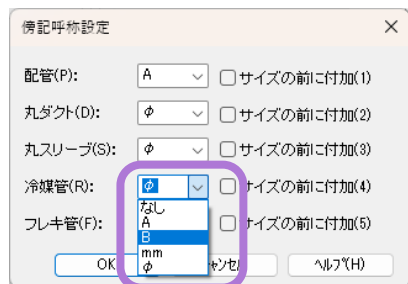 傍記呼称設定
配管(P): A サイズの前に付加(1)
丸ダクト(D): φ サイズの前に付加(2)
丸スリーブ(S): φ サイズの前に付加(3)
冷媒管(R): φ サイズの前に付加(4)
なし
フレキ管(F): A サイズの前に付加(5)
B
mm
φ
OK ャンセル ヘルプ(H)